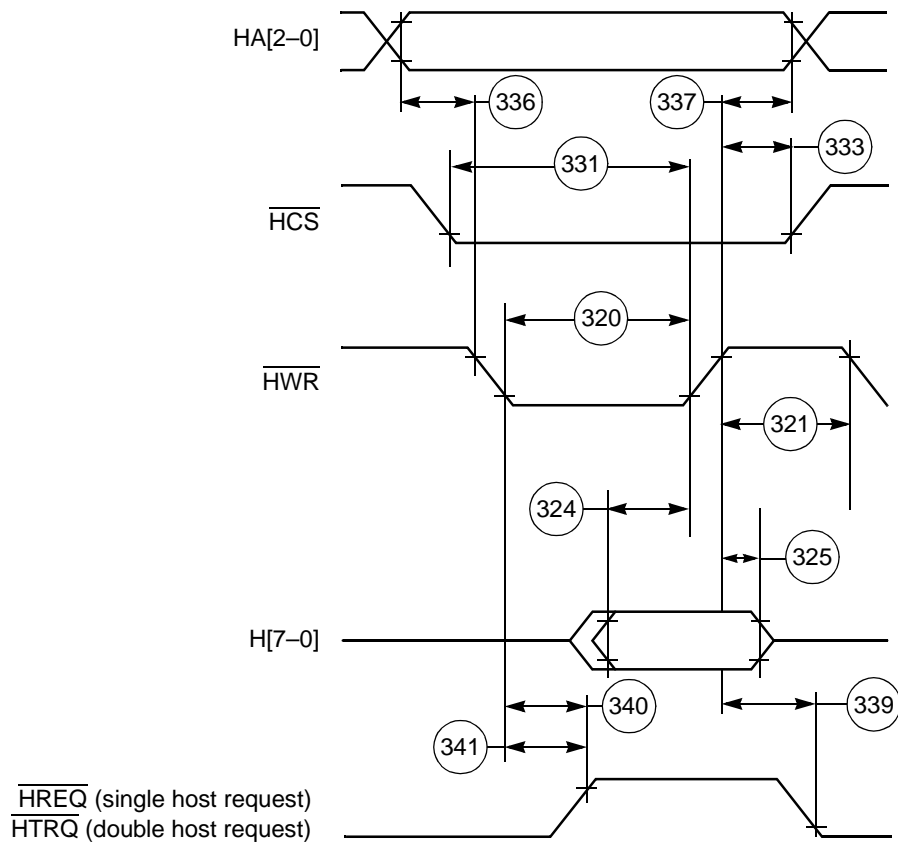 HA[2–0]
336
337
333
331
HCS
320
HWR
321
324
325
H[7–0]
340
339
341
HREQ (single host request)
HTRQ (double host request)